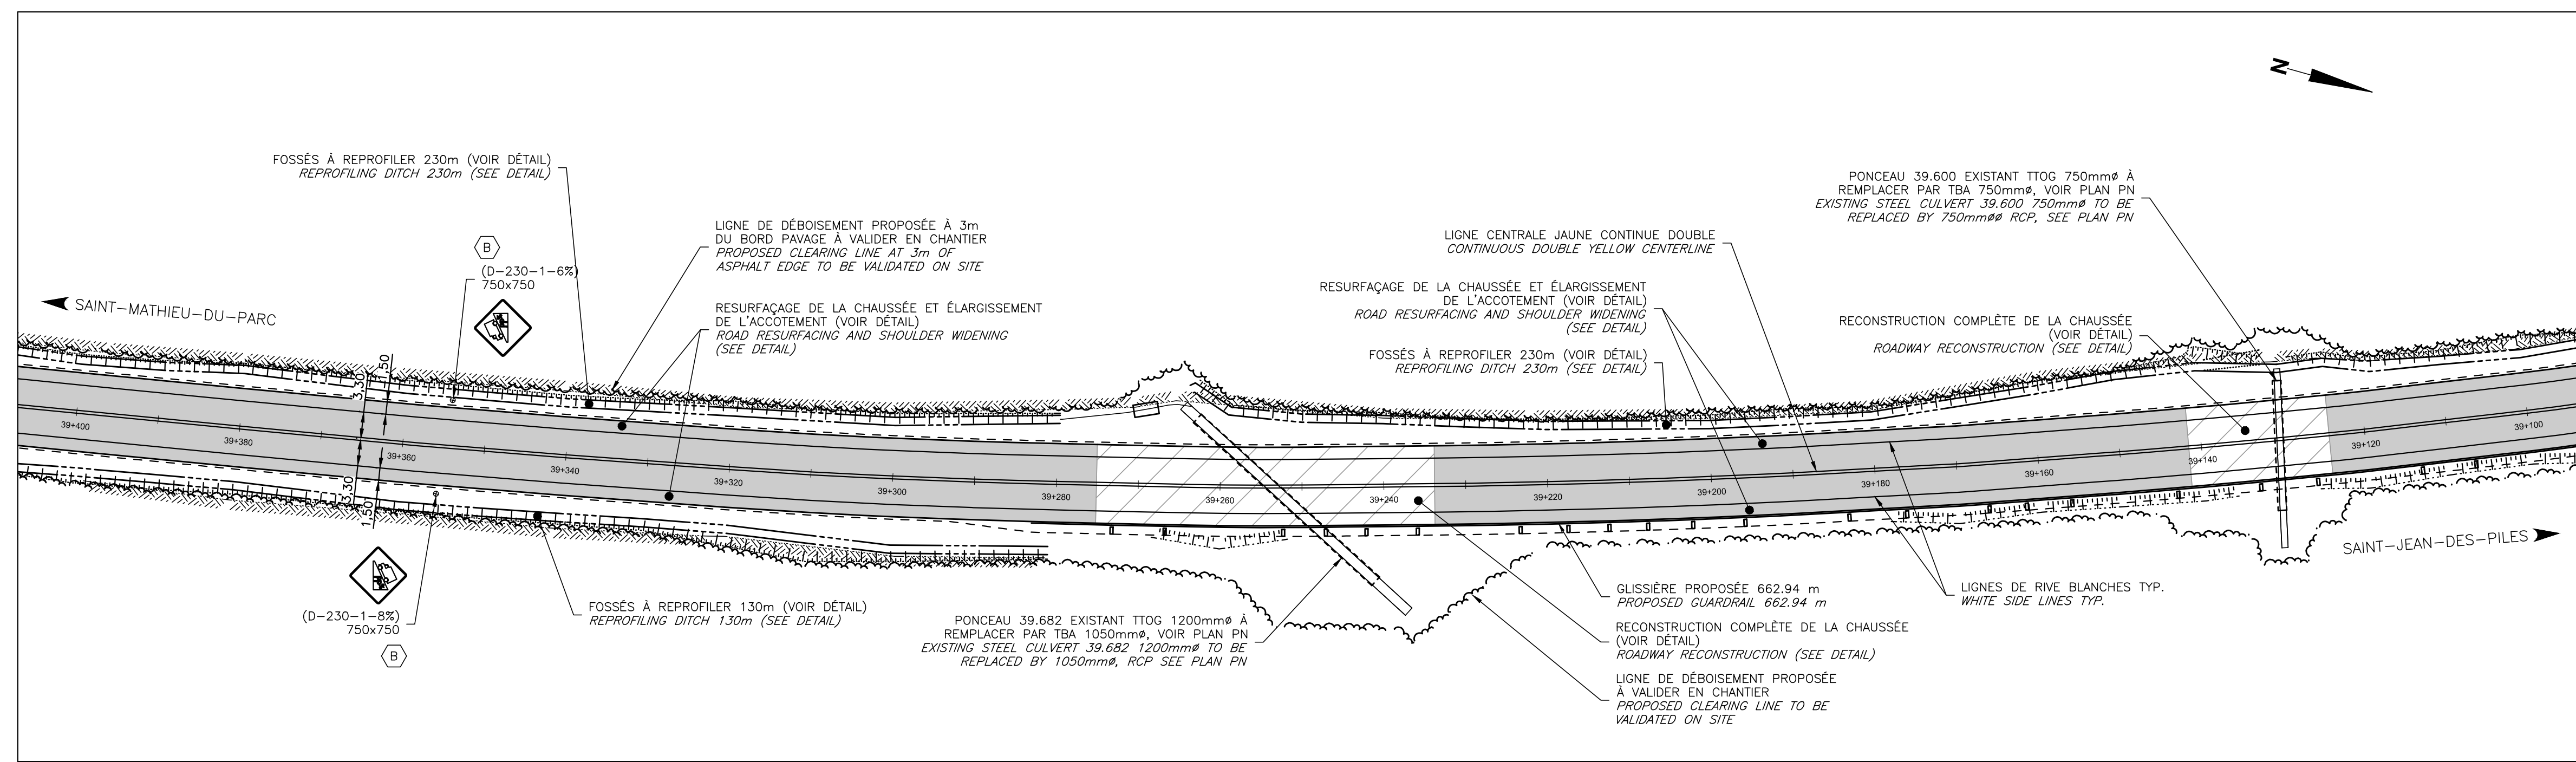 N
FOSSÉS À REPROFILER 230m (VOIR DÉTAIL)
REPROFILING DITCH 230m (SEE DETAIL)
B
(D-230-1-6%)
750x750
SAINT-MATHIEU-DU-PARC
LIGNE DE DÉBOISEMENT PROPOSÉE À 3m
DU BORD PAVAGE À VALIDER EN CHANTIER
PROPOSED CLEARING LINE AT 3m OF
ASPHALT EDGE TO BE VALIDATED ON SITE
RESURFAÇAGE DE LA CHAUSSÉE ET ÉLARGISSEMENT
DE L'ACCOTEMENT (VOIR DÉTAIL)
ROAD RESURFACING AND SHOULDER WIDENING
(SEE DETAIL)
LIGNE CENTRALE JAUNE CONTINUE DOUBLE
CONTINUOUS DOUBLE YELLOW CENTERLINE
RESURFAÇAGE DE LA CHAUSSÉE ET ÉLARGISSEMENT
DE L'ACCOTEMENT (VOIR DÉTAIL)
ROAD RESURFACING AND SHOULDER WIDENING
(SEE DETAIL)
FOSSÉS À REPROFILER 230m (VOIR DÉTAIL)
REPROFILING DITCH 230m (SEE DETAIL)
PONCEAU 39.600 EXISTANT TTOG 750mmø À
REMPLACER PAR TBA 750mmø, VOIR PLAN PN
EXISTING STEEL CULVERT 39.600 750mmø TO BE
REPLACED BY 750mmøø RCP, SEE PLAN PN
RECONSTRUCTION COMPLÈTE DE LA CHAUSSÉE
(VOIR DÉTAIL)
ROADWAY RECONSTRUCTION (SEE DETAIL)
1.50
3.30
3.30
1.50
39+400
39+380
39+360
39+340
39+320
39+300
39+280
39+260
39+240
39+220
39+200
39+180
39+160
39+140
39+120
39+100
(D-230-1-8%)
750x750
B
FOSSÉS À REPROFILER 130m (VOIR DÉTAIL)
REPROFILING DITCH 130m (SEE DETAIL)
PONCEAU 39.682 EXISTANT TTOG 1200mmø À
REMPLACER PAR TBA 1050mmø, VOIR PLAN PN
EXISTING STEEL CULVERT 39.682 1200mmø TO BE
REPLACED BY 1050mmø, RCP SEE PLAN PN
GLISSIÈRE PROPOSÉE 662.94 m
PROPOSED GUARDRAIL 662.94 m
RECONSTRUCTION COMPLÈTE DE LA CHAUSSÉE
(VOIR DÉTAIL)
ROADWAY RECONSTRUCTION (SEE DETAIL)
LIGNE DE DÉBOISEMENT PROPOSÉE
À VALIDER EN CHANTIER
PROPOSED CLEARING LINE TO BE
VALIDATED ON SITE
LIGNES DE RIVE BLANCHES TYP.
WHITE SIDE LINES TYP.
SAINT-JEAN-DES-PILES